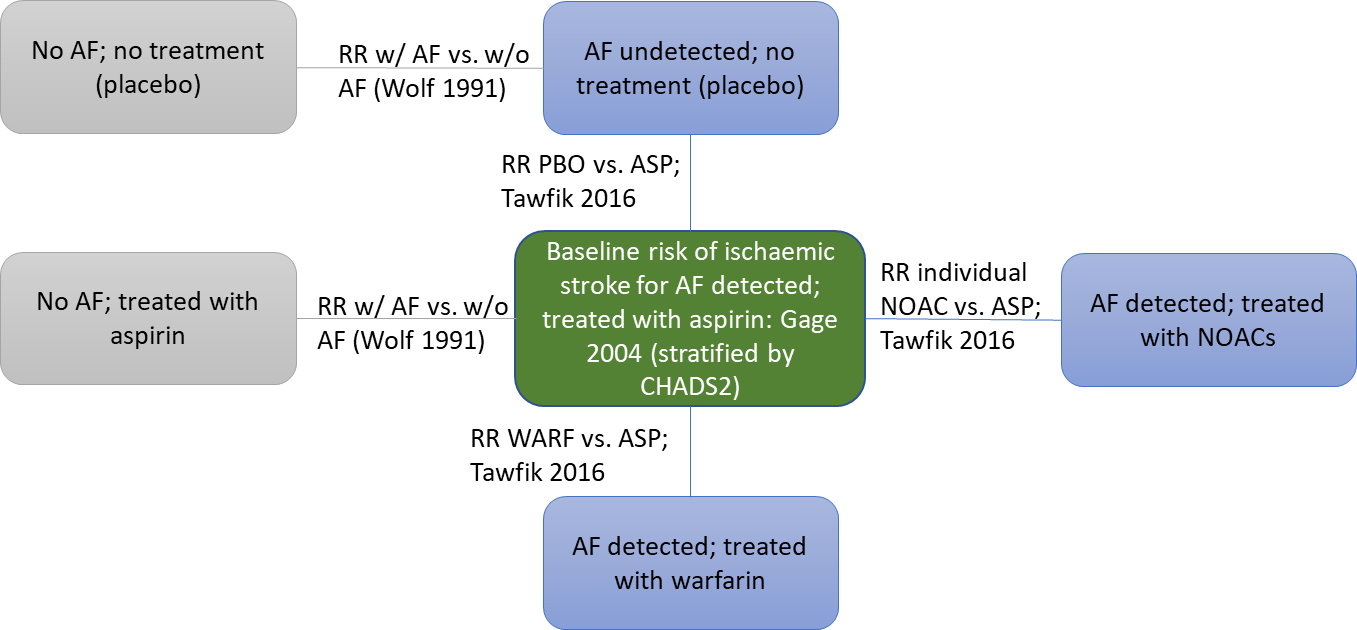 No AF; no treatment
(placebo)
RR w/ AF vs. w/o
AF (Wolf 1991)
AF undetected; no
treatment (placebo)
RR PBO vs. ASP;
Tawfik 2016
No AF; treated with
aspirin
RR w/ AF vs. w/o
AF (Wolf 1991)
Baseline risk of ischaemic
stroke for AF detected;
treated with aspirin: Gage
2004 (stratified by
CHADS2)
RR individual
NOAC vs. ASP;
Tawfik 2016
AF detected; treated
with NOACs
RR WARF vs. ASP;
Tawfik 2016
AF detected; treated
with warfarin